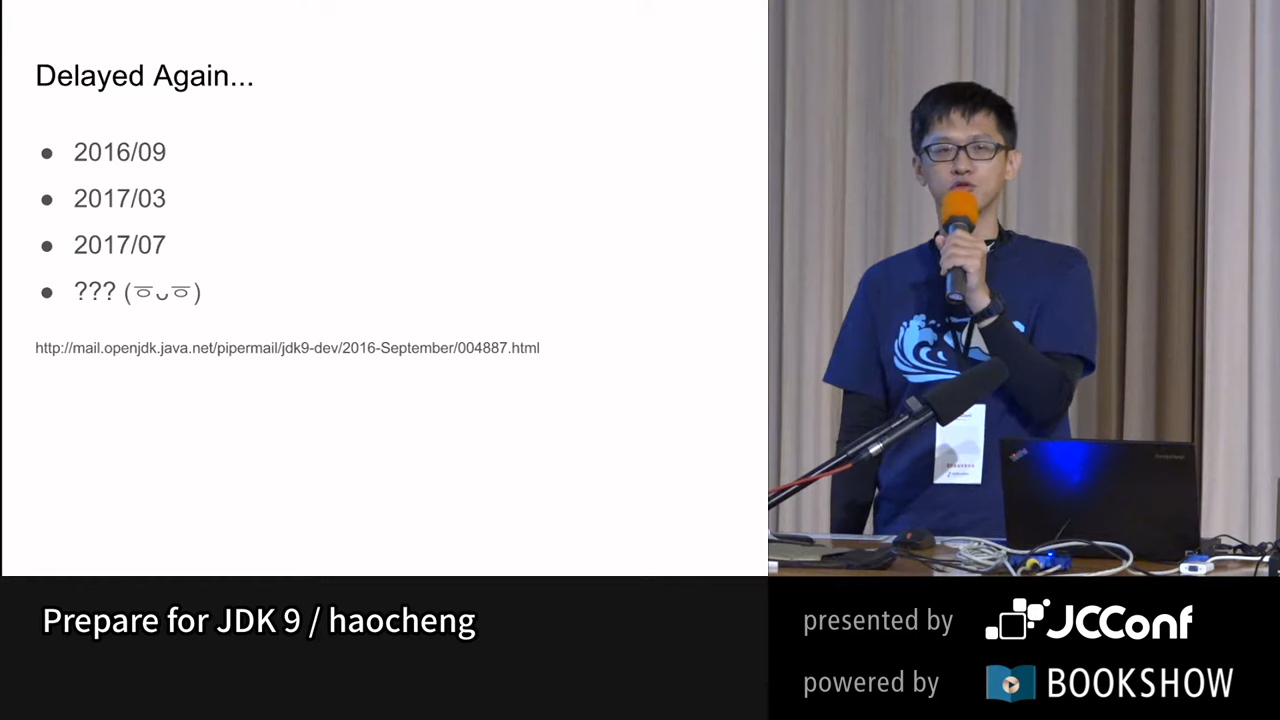 Delayed Again...
● 2016/09
● 2017/03
● 2017/07
● ??? (ㅎᴗㅎ)
http://mail.openjdk.java.net/pipermail/jdk9-dev/2016-September/004887.html
Prepare for JDK 9 / haocheng
presented by JCConf
powered by BOOKSHOW